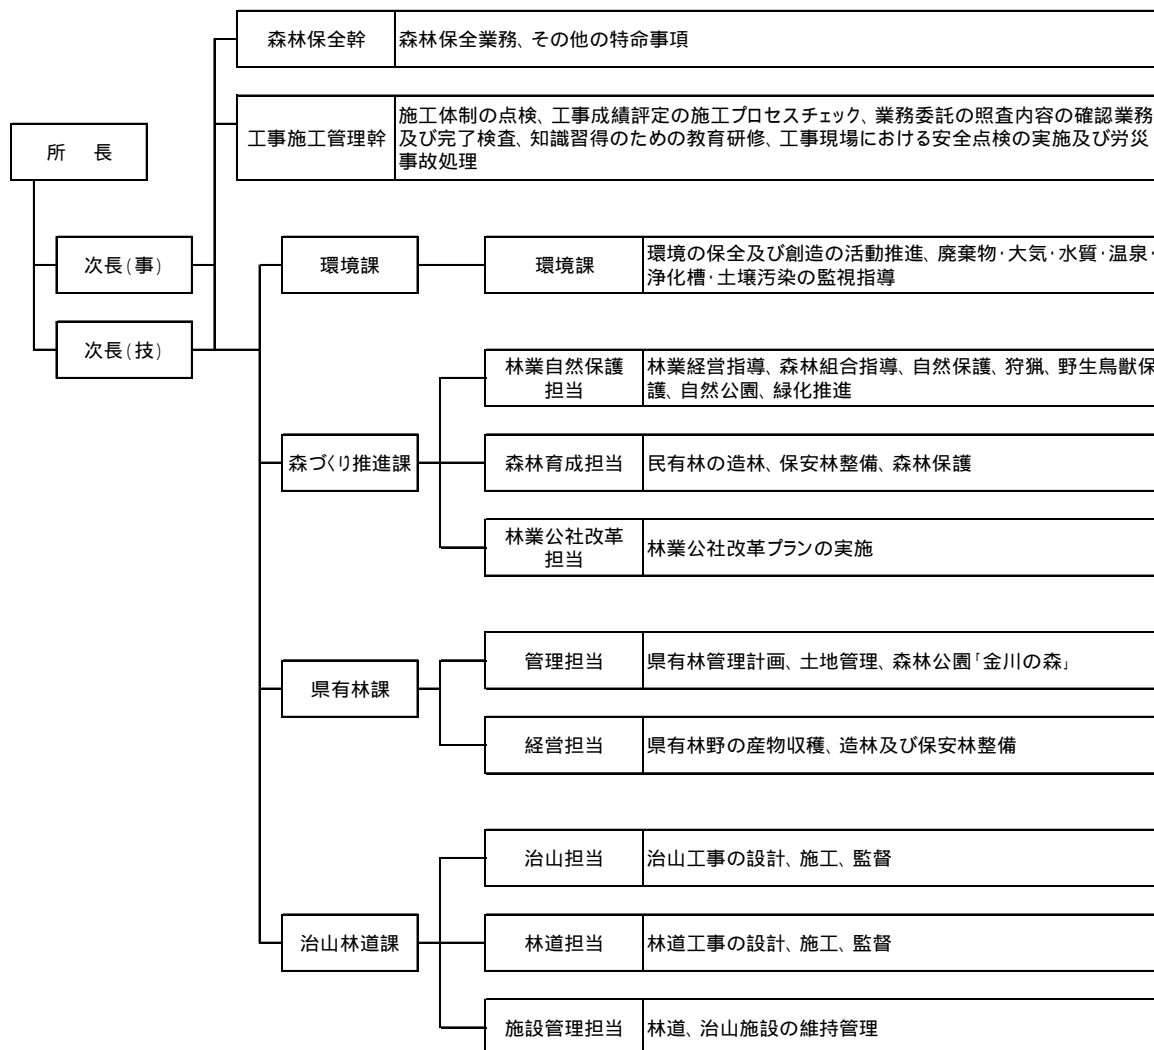 森林保全幹
森林保全業務、その他の特命事項
工事施工管理幹
施工体制の点検、工事成績評定の施工プロセスチェック、業務委託の照査内容の確認業務
及び完了検査、知識習得のための教育研修、工事現場における安全点検の実施及び労災
事故処理
所　長
次長(事)
次長(技)
環境課
環境課
環境の保全及び創造の活動推進、廃棄物・大気・水質・温泉・
浄化槽・土壌汚染の監視指導
森づくり推進課
林業自然保護
担当
林業経営指導、森林組合指導、自然保護、狩猟、野生鳥獣保
護、自然公園、緑化推進
森林育成担当
民有林の造林、保安林整備、森林保護
林業公社改革
担当
林業公社改革プランの実施
県有林課
管理担当
県有林管理計画、土地管理、森林公園「金川の森」
経営担当
県有林野の産物収穫、造林及び保安林整備
治山林道課
治山担当
治山工事の設計、施工、監督
林道担当
林道工事の設計、施工、監督
施設管理担当
林道、治山施設の維持管理